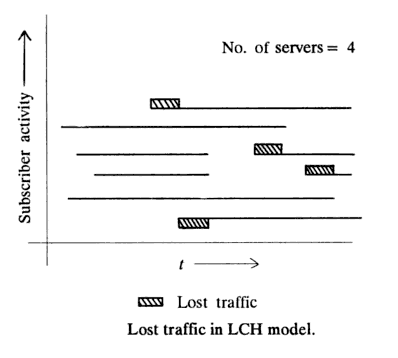 No. of servers = 4
Subscriber activity
t
Lost traffic
Lost traffic in LCH model.